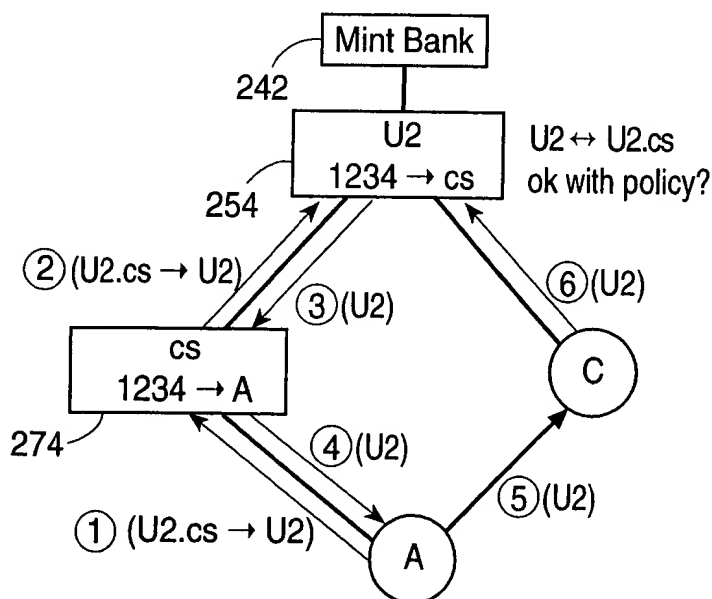 Mint Bank
242
U2
1234 → cs
U2 ↔ U2.cs
ok with policy?
254
② (U2.cs → U2)
③ (U2)
⑥ (U2)
cs
1234 → A
C
274
④ (U2)
⑤ (U2)
① (U2.cs → U2)
A